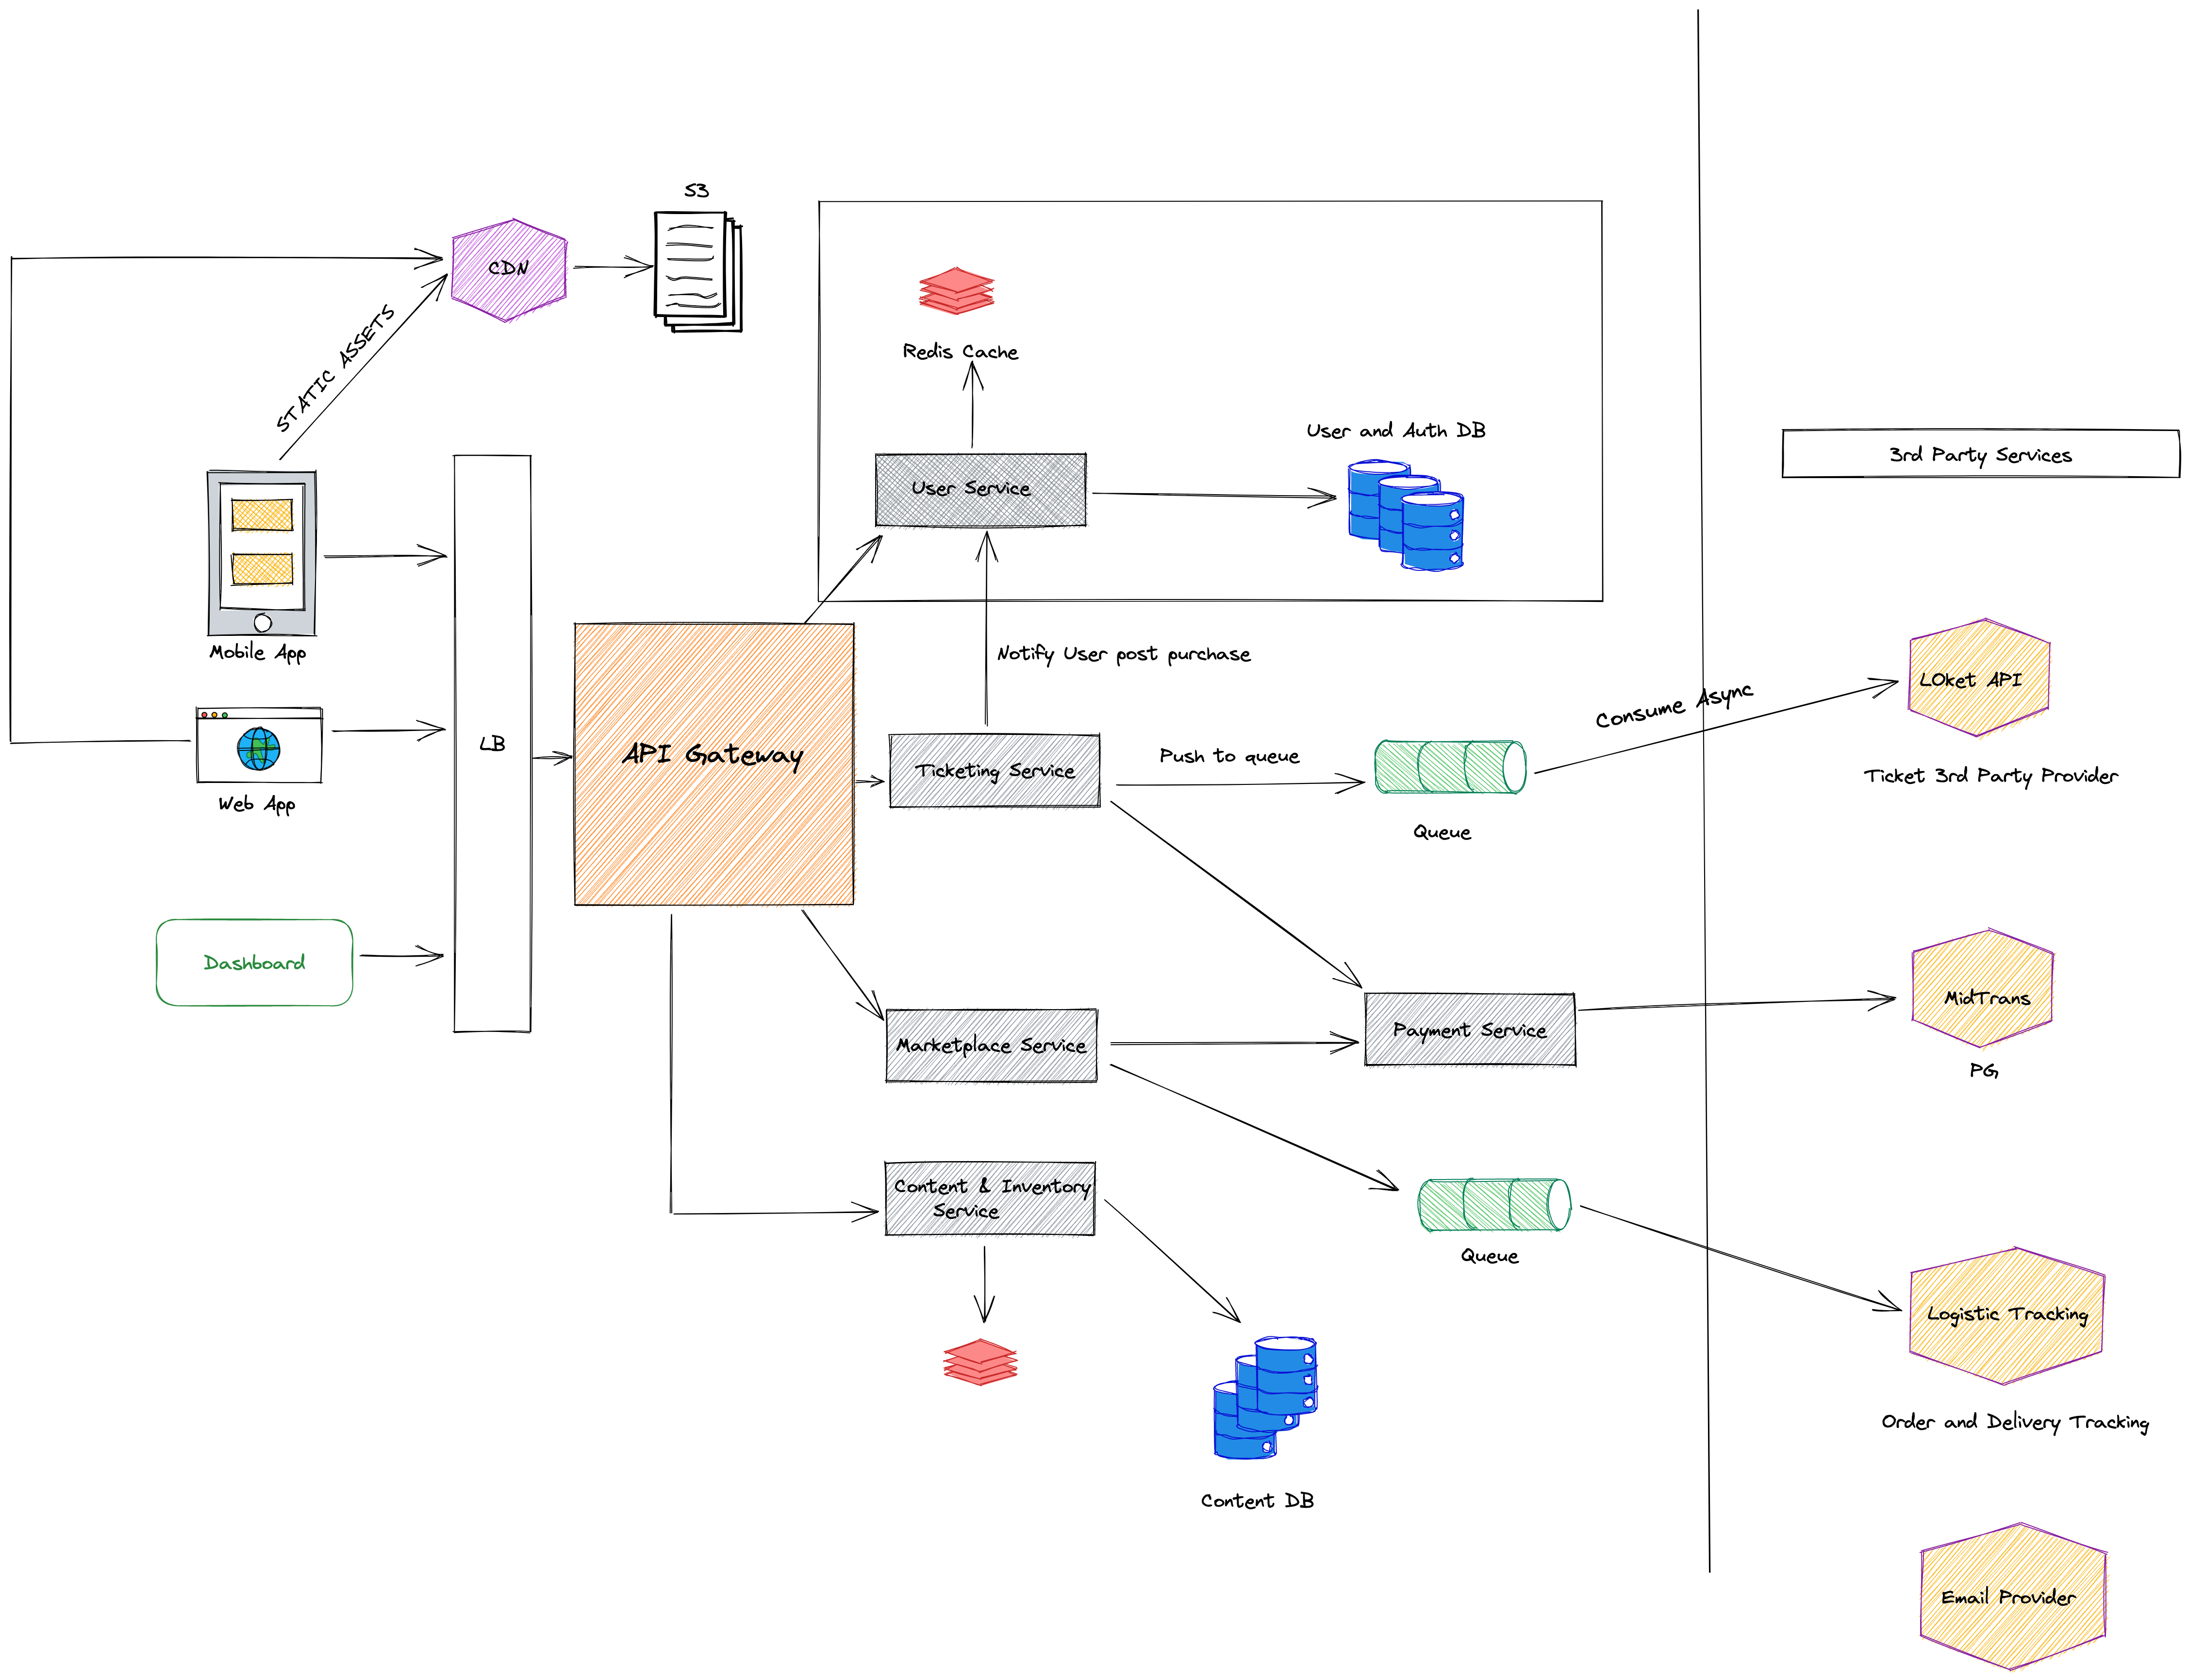 S3
CDN
STATIC ASSETS
Redis Cache
User and Auth DB
User Service
3rd Party Services
Mobile App
Notify User post purchase
LOket API
Consume Async
LB
API Gateway
Ticketing Service
Push to queue
Ticket 3rd Party Provider
Web App
Queue
Dashboard
MidTrans
Payment Service
Marketplace Service
PG
Content & Inventory
Service
Queue
Logistic Tracking
Order and Delivery Tracking
Content DB
Email Provider